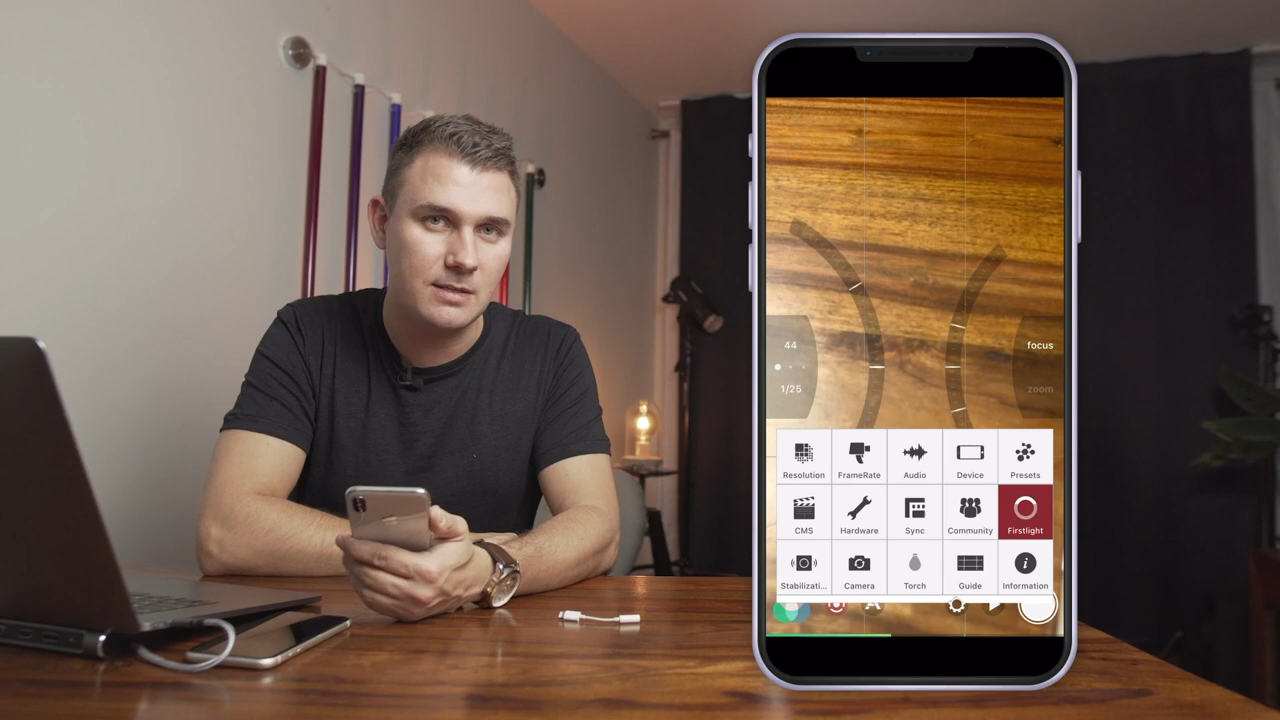 44
focus
1/25
zoom
Resolution FrameRate Audio Device Presets
CMS Hardware Sync Community Firstlight
Stabilizati... Camera Torch Guide Information
A